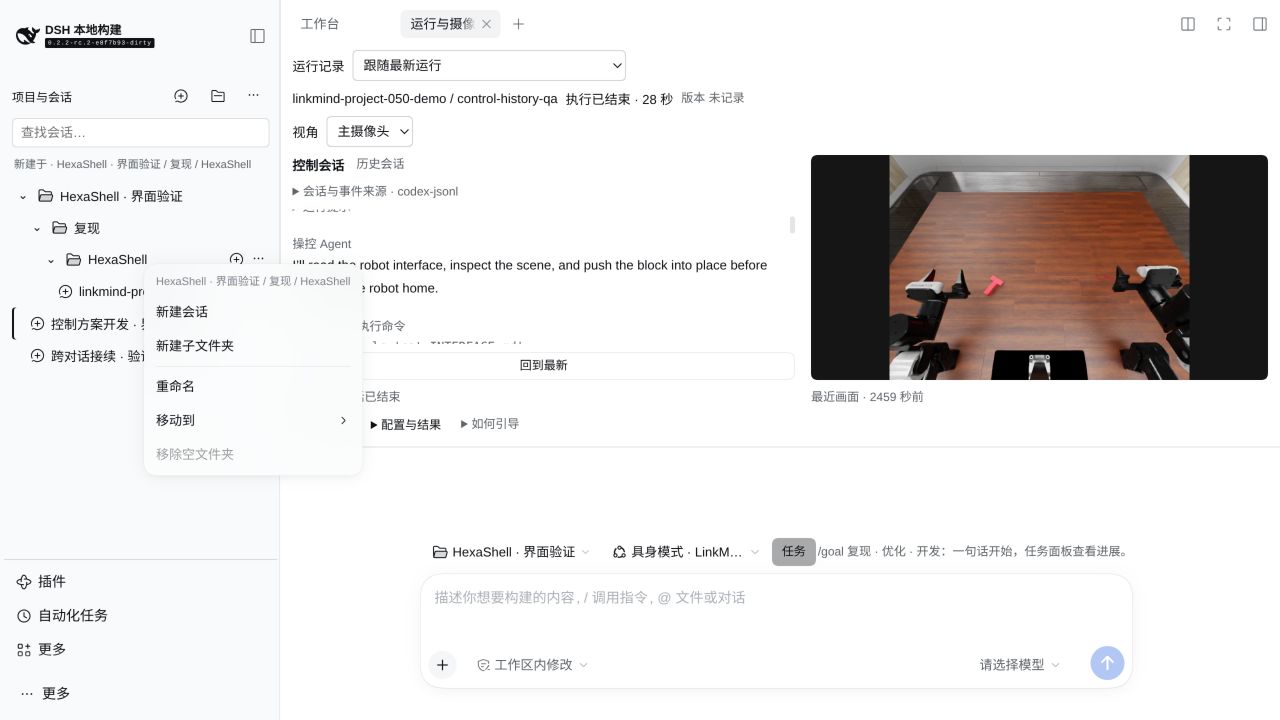 DSH 本地构建
0.2.2-rc.2-e8f7b93-dirty
项目与会话
查找会话…
新建于 · HexaShell · 界面验证 / 复现 / HexaShell
HexaShell · 界面验证
复现
HexaShell
linkmind-pr
控制方案开发 ·
跨对话接续 · 验
HexaShell · 界面验证 / 复现 / HexaShell
新建会话
新建子文件夹
重命名
移动到
移除空文件夹
插件
自动化任务
更多
更多
工作台
运行与摄像
运行记录
跟随最新运行
linkmind-project-050-demo / control-history-qa 执行已结束 · 28 秒 版本 未记录
视角
主摄像头
控制会话 历史会话
会话与事件来源 · codex-jsonl
操控 Agent
I'll read the robot interface, inspect the scene, and push the block into place before
robot home.
执行命令
回到最新
已结束
配置与结果
如何引导
最近画面 · 2459 秒前
HexaShell · 界面验证
具身模式 · LinkM…
任务
/goal 复现 · 优化 · 开发：一句话开始，任务面板查看进展。
描述你想要构建的内容, / 调用指令, @ 文件或对话
工作区内修改
请选择模型